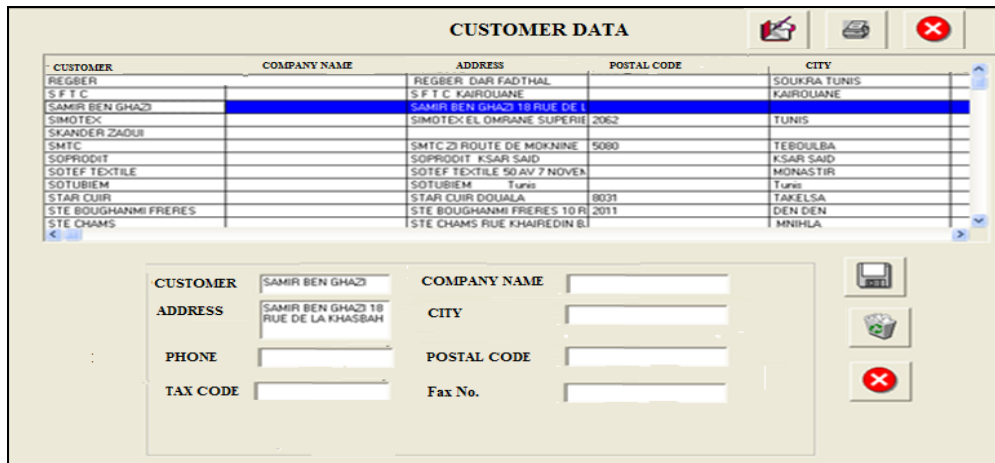 CUSTOMER DATA
CUSTOMER COMPANY NAME ADDRESS POSTAL CODE CITY
REGBER REGBER DAR FADTHAL SOUKRA TUNIS
S F T C S F T C KAIROUANE KAIROUANE
SAMIR BEN GHAZI SAMIR BEN GHAZI 18 RUE DE L
SIMOTEX SIMOTEX EL OMRANE SUPERIE 2062 TUNIS
SKANDER ZAOUI
SMTC SMTC ZI ROUTE DE MOKNINE 5080 TEBOULBA
SOPRODIT SOPRODIT KSAR SAID KSAR SAID
SOTEF TEXTILE SOTEF TEXTILE 50 AV 7 NOVEM MONASTIR
SOTUBIEM SOTUBIEM Tunis Tunis
STAR CUIR STAR CUIR DOUALA 8031 TAKELSA
STE BOUGHANMI FRERES STE BOUGHANMI FRERES 10 R 2011 DEN DEN
STE CHAMS STE CHAMS RUE KHAIREDIN B. MNIHLA
CUSTOMER SAMIR BEN GHAZI COMPANY NAME
ADDRESS SAMIR BEN GHAZI 18
RUE DE LA KHASBAH
CITY
PHONE POSTAL CODE
TAX CODE Fax No.